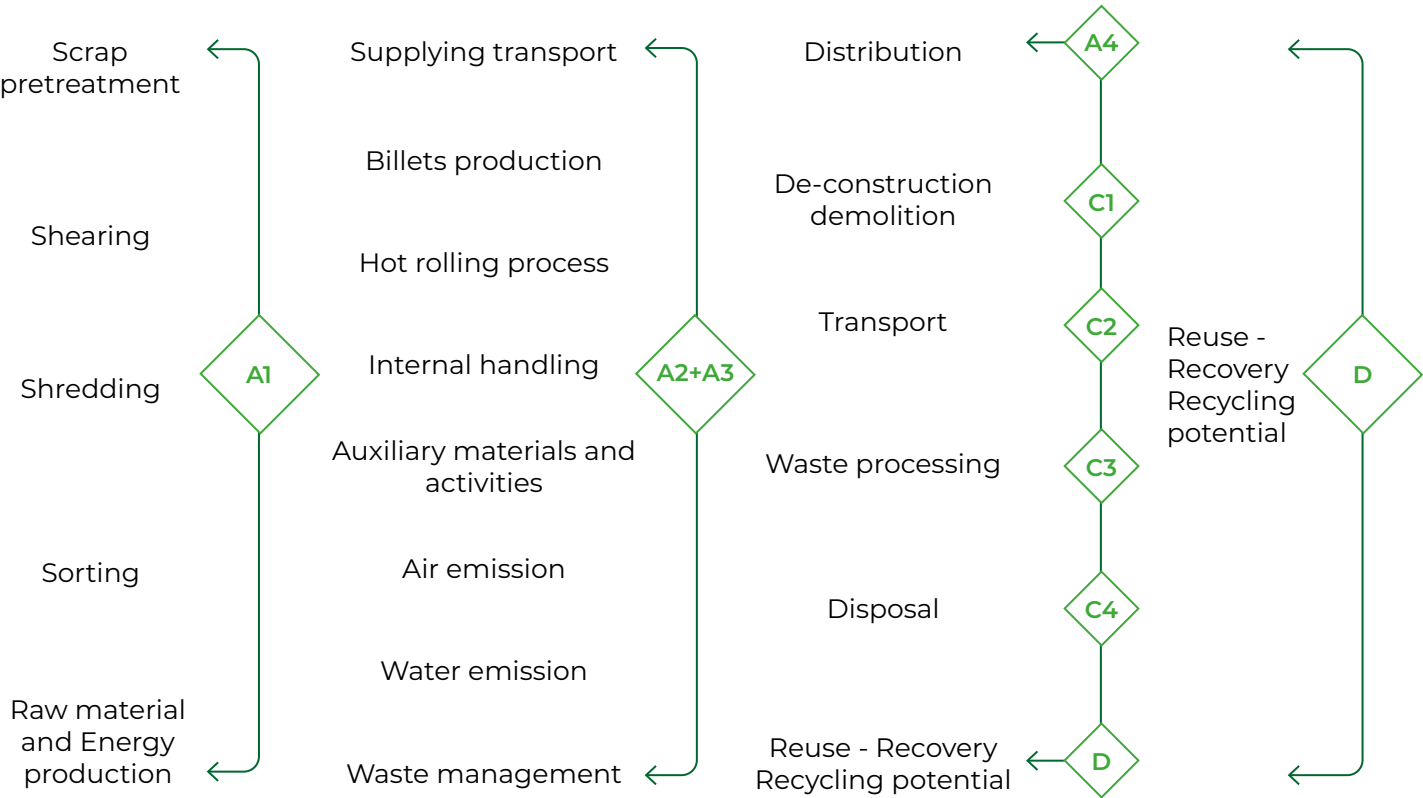 Scrap
pretreatment
Shearing
Shredding
Sorting
Raw material
and Energy
production
A1
Supplying transport
Billets production
Hot rolling process
Internal handling
Auxiliary materials and
activities
Air emission
Water emission
Waste management
A2+A3
Distribution
A4
De-construction
demolition
C1
Transport
C2
Waste processing
C3
Disposal
C4
Reuse - Recovery
Recycling potential
D
Reuse -
Recovery
Recycling
potential
D